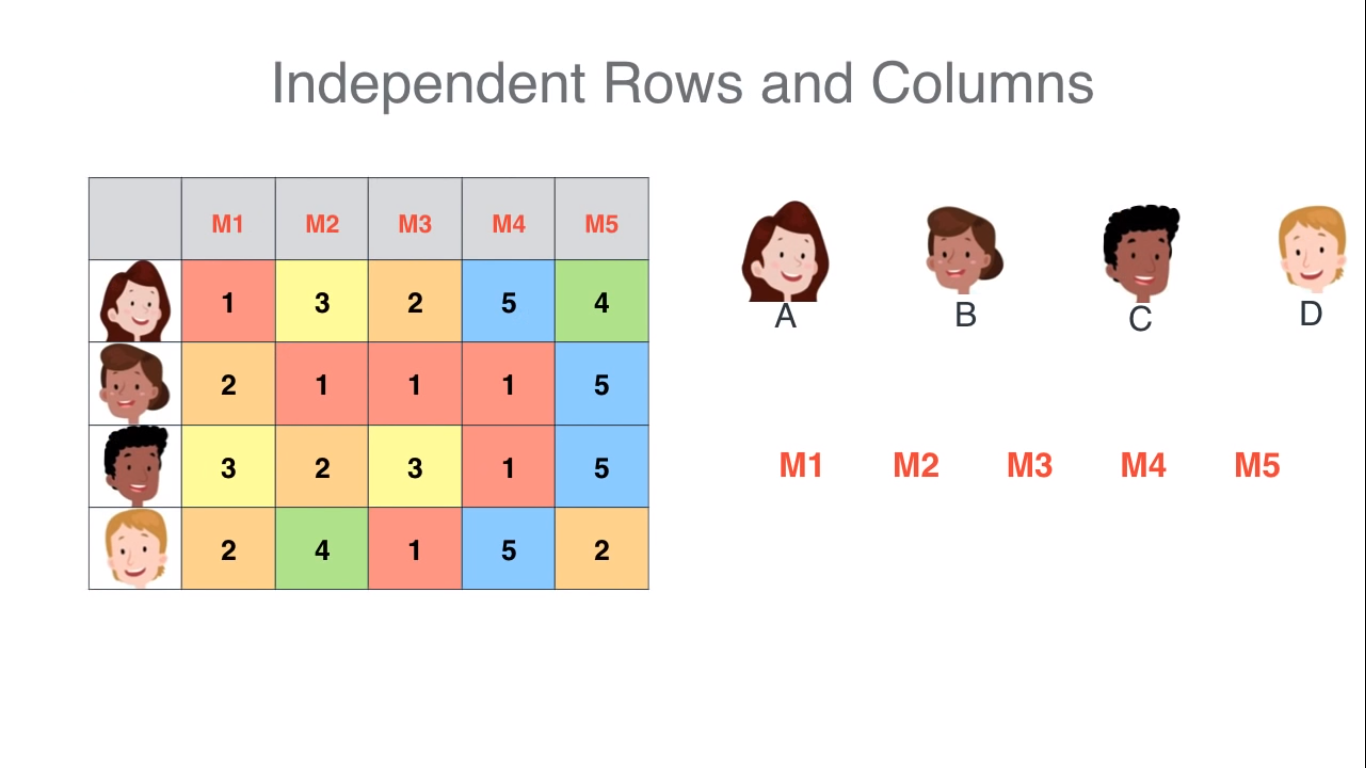 Independent Rows and Columns
M1 M2 M3 M4 M5
1 3 2 5 4
2 1 1 1 5
3 2 3 1 5
2 4 1 5 2
A B C D
M1 M2 M3 M4 M5